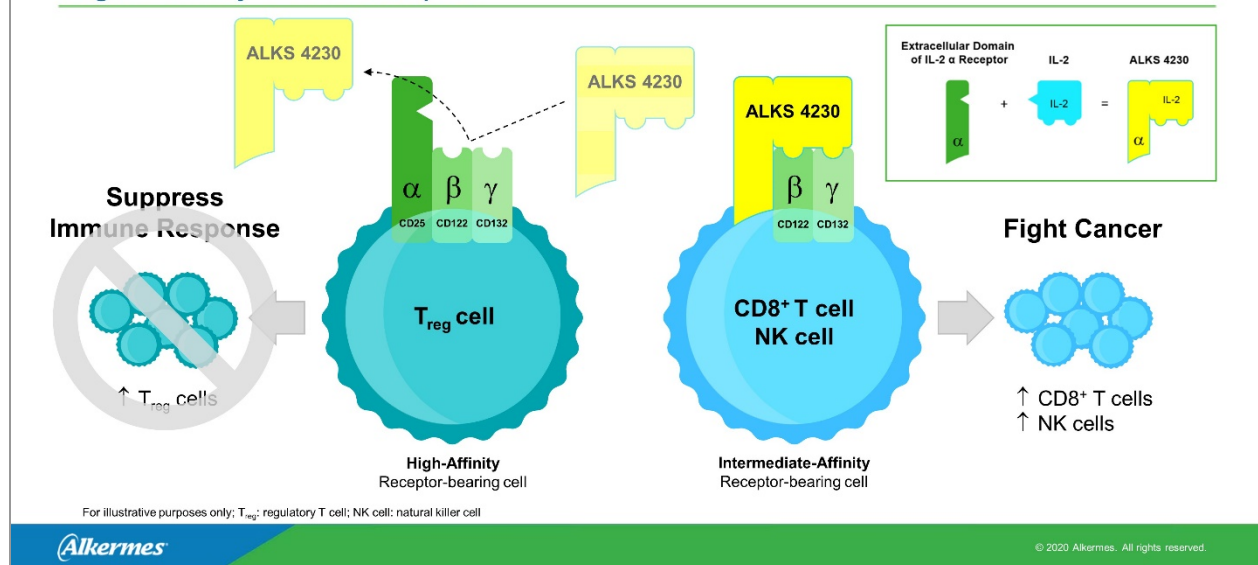 ALKS 4230
ALKS 4230
ALKS 4230
Extracellular Domain
of IL-2 α Receptor
IL-2
ALKS 4230
+
IL-2
=
IL-2
α
α
Suppress
Immune Response
α
β
γ
CD25
CD122
CD132
β
γ
CD122
CD132
Fight Cancer
Treg cell
CD8⁺ T cell
NK cell
↑ Treg cells
↑ CD8⁺ T cells
↑ NK cells
High-Affinity
Receptor-bearing cell
Intermediate-Affinity
Receptor-bearing cell
For illustrative purposes only; Treg: regulatory T cell; NK cell: natural killer cell
Alkermes
© 2020 Alkermes. All rights reserved.